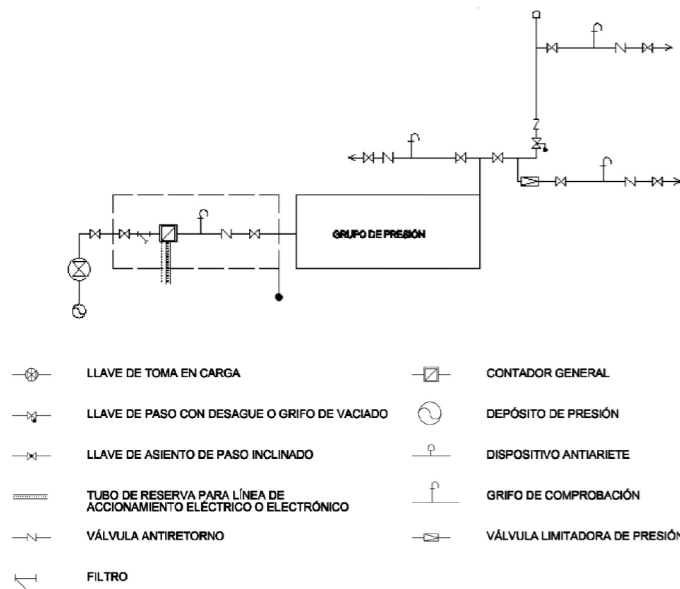 GRUPO DE PRESIÓN
LLAVE DE TOMA EN CARGA
LLAVE DE PASO CON DESAGUE O GRIFO DE VACIADO
LLAVE DE ASIENTO DE PASO INCLINADO
TUBO DE RESERVA PARA LÍNEA DE
ACCIONAMIENTO ELÉCTRICO O ELECTRÓNICO
VÁLVULA ANTIRETORNO
FILTRO
CONTADOR GENERAL
DEPÓSITO DE PRESIÓN
DISPOSITIVO ANTIARIETE
GRIFO DE COMPROBACIÓN
VÁLVULA LIMITADORA DE PRESIÓN